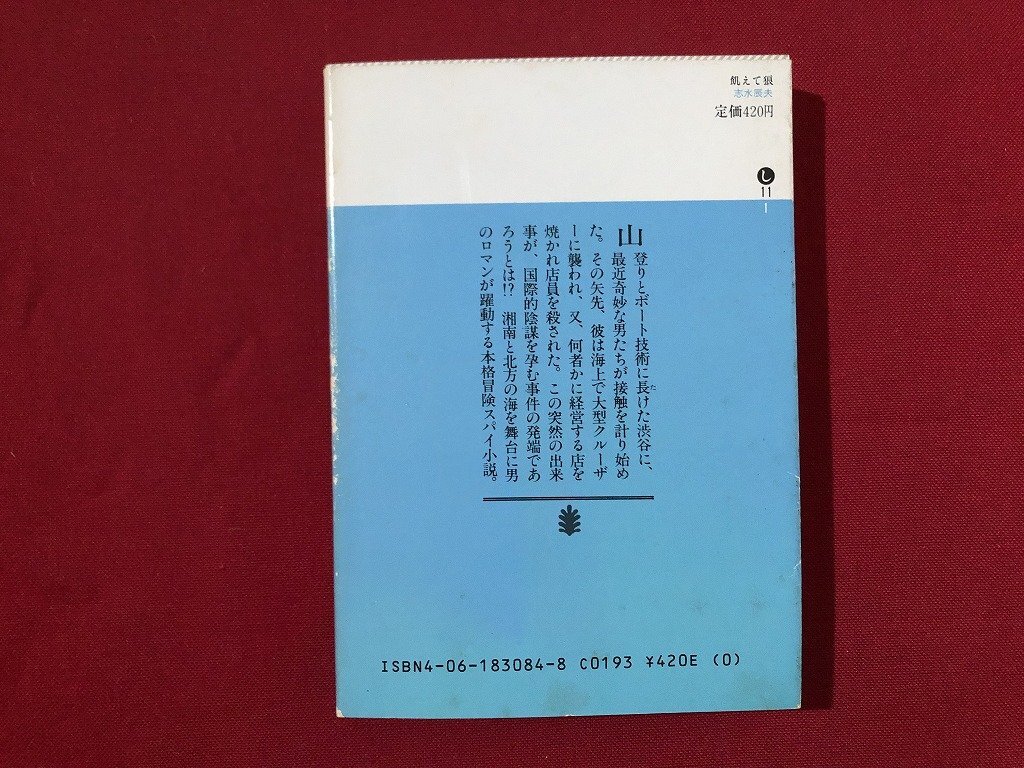 飢えて狼
志水辰夫
定価420円
し
11
1
山登りとボート技術に長けた渋谷に、
た
最近奇妙な男たちが接触を計り始め
た。その矢先、彼は海上で大型クルーザ
ーに襲われ、又、何者かに経営する店を
焼かれ店員を殺された。この突然の出来
事が、国際的陰謀を孕む事件の発端であ
ろうとは!? 湘南と北方の海を舞台に男
のロマンが躍動する本格冒険スパイ小説。
ISBN4-06-183084-8 C0193 ¥420E (0)